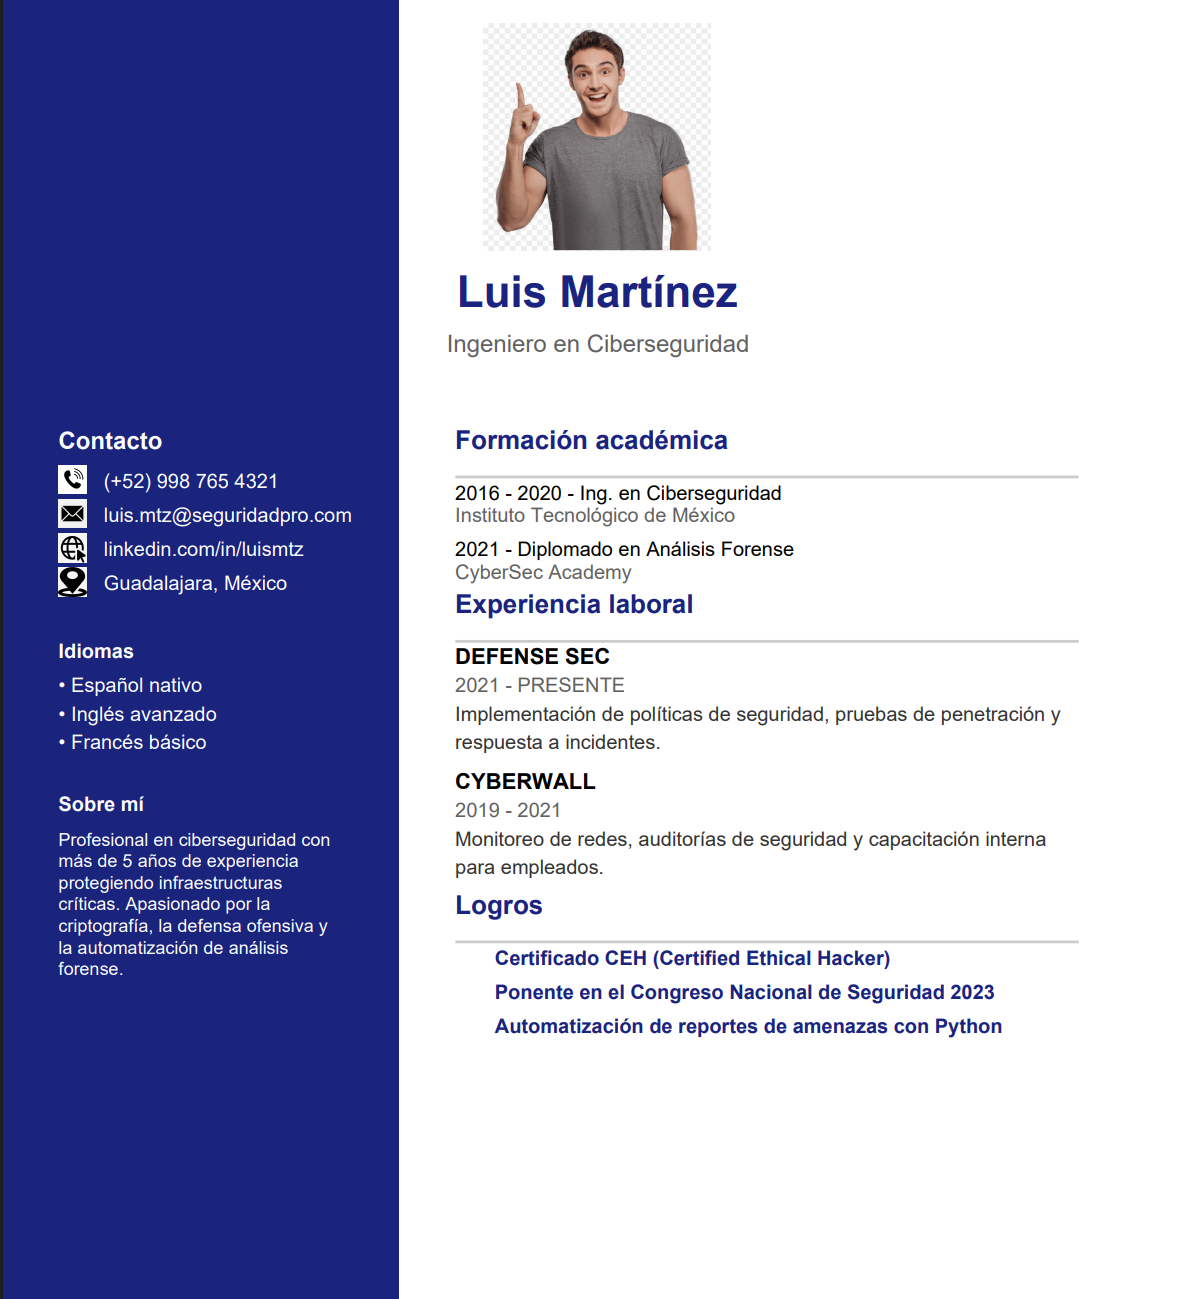 Luis Martínez
Ingeniero en Ciberseguridad
Contacto
(+52) 998 765 4321
luis.mtz@seguridadpro.com
linkedin.com/in/luismtz
Guadalajara, México
Idiomas
• Español nativo
• Inglés avanzado
• Francés básico
Sobre mí
Profesional en ciberseguridad con
más de 5 años de experiencia
protegiendo infraestructuras
críticas. Apasionado por la
criptografía, la defensa ofensiva y
la automatización de análisis
forense.
Formación académica
2016 - 2020 - Ing. en Ciberseguridad
Instituto Tecnológico de México
2021 - Diplomado en Análisis Forense
CyberSec Academy
Experiencia laboral
DEFENSE SEC
2021 - PRESENTE
Implementación de políticas de seguridad, pruebas de penetración y
respuesta a incidentes.
CYBERWALL
2019 - 2021
Monitoreo de redes, auditorías de seguridad y capacitación interna
para empleados.
Logros
Certificado CEH (Certified Ethical Hacker)
Ponente en el Congreso Nacional de Seguridad 2023
Automatización de reportes de amenazas con Python